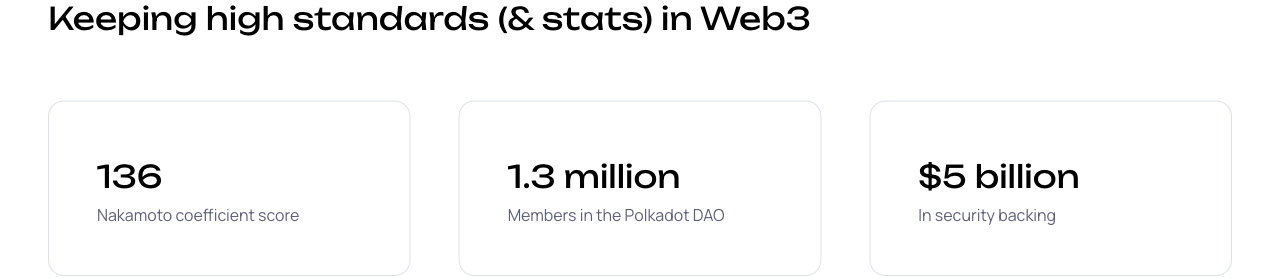 Keeping high standards (& stats) in Web3
136
Nakamoto coefficient score
1.3 million
Members in the Polkadot DAO
$5 billion
In security backing